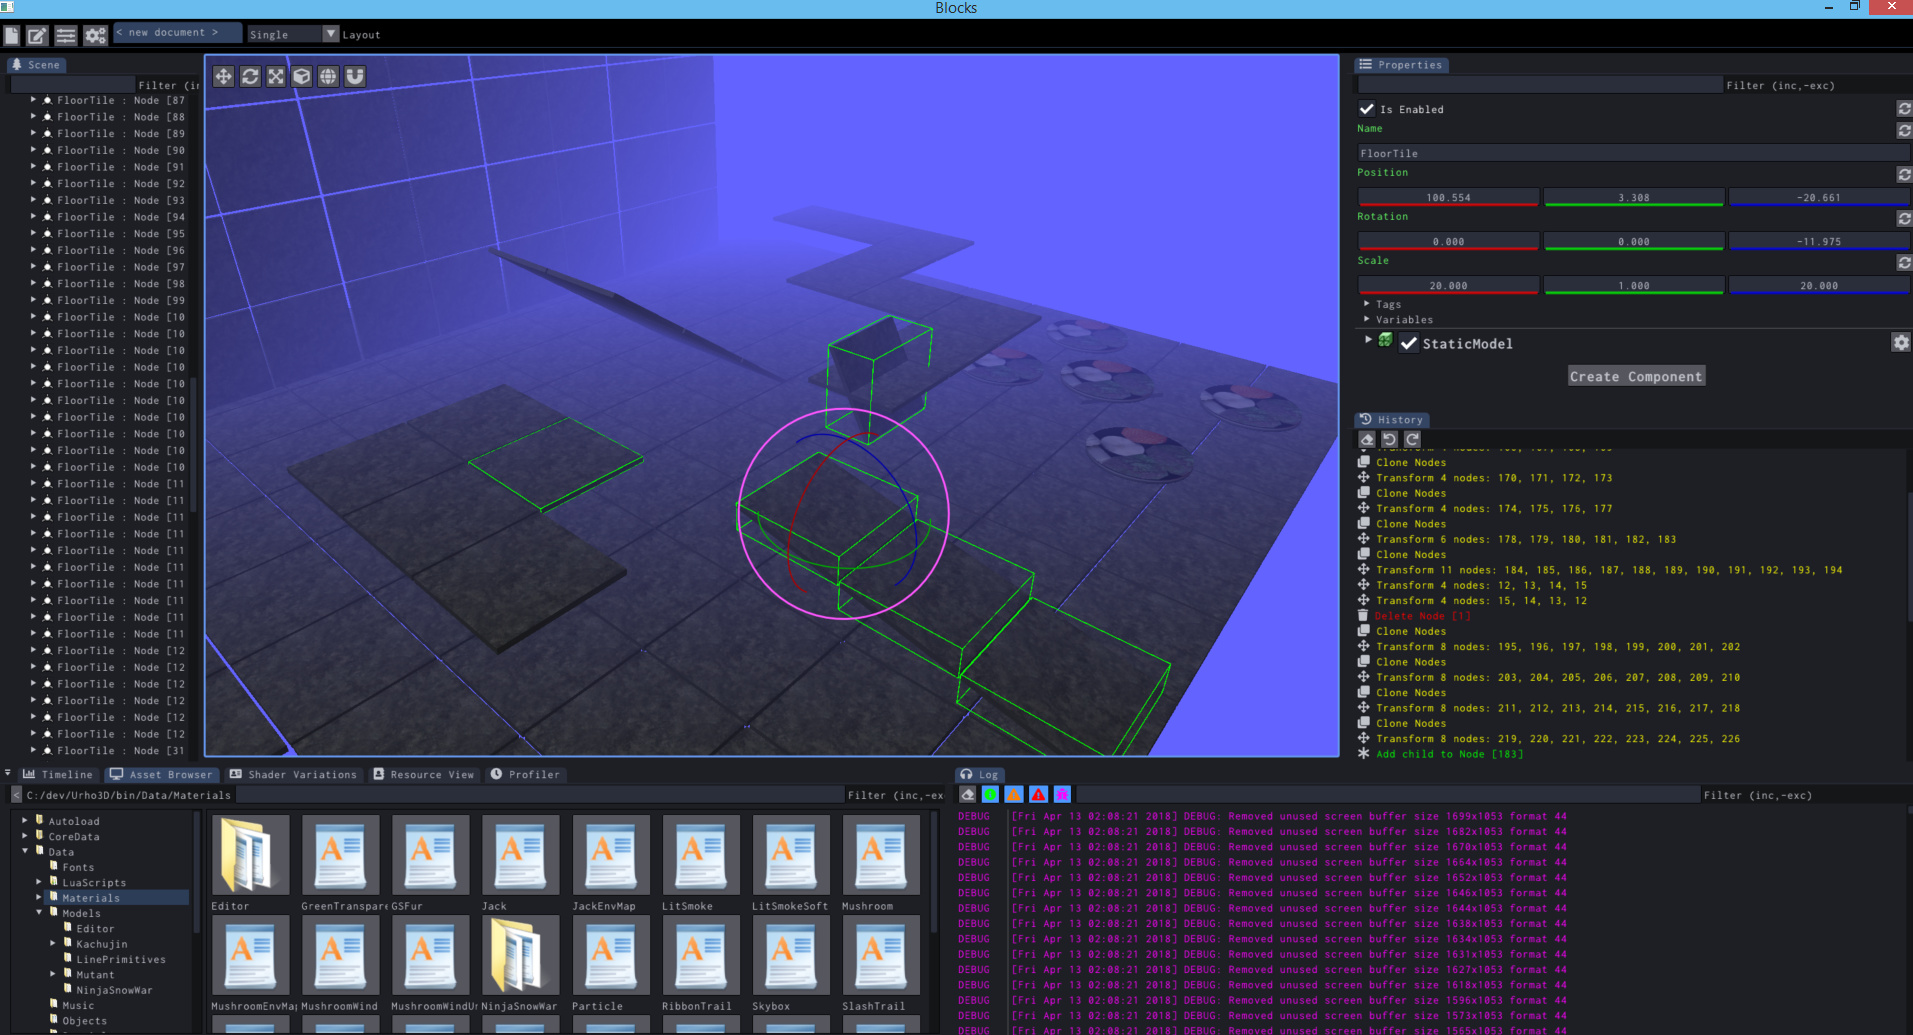 Blocks
< new document >
Single
Layout
Scene
Filter (in
FloorTile : Node [87
FloorTile : Node [88
FloorTile : Node [89
FloorTile : Node [90
FloorTile : Node [91
FloorTile : Node [92
FloorTile : Node [93
FloorTile : Node [94
FloorTile : Node [95
FloorTile : Node [96
FloorTile : Node [97
FloorTile : Node [98
FloorTile : Node [99
FloorTile : Node [10
FloorTile : Node [10
FloorTile : Node [10
FloorTile : Node [10
FloorTile : Node [10
FloorTile : Node [10
FloorTile : Node [10
FloorTile : Node [10
FloorTile : Node [10
FloorTile : Node [10
FloorTile : Node [11
FloorTile : Node [11
FloorTile : Node [11
FloorTile : Node [11
FloorTile : Node [11
FloorTile : Node [11
FloorTile : Node [11
FloorTile : Node [11
FloorTile : Node [11
FloorTile : Node [11
FloorTile : Node [12
FloorTile : Node [12
FloorTile : Node [12
FloorTile : Node [12
FloorTile : Node [12
FloorTile : Node [12
FloorTile : Node [31
Properties
Filter (inc,-exc)
Is Enabled
Name
FloorTile
Position
100.554 3.308 -20.661
Rotation
0.000 0.000 -11.975
Scale
20.000 1.000 20.000
Tags
Variables
StaticModel
Create Component
History
Clone Nodes
Transform 4 nodes: 170, 171, 172, 173
Clone Nodes
Transform 4 nodes: 174, 175, 176, 177
Clone Nodes
Transform 6 nodes: 178, 179, 180, 181, 182, 183
Clone Nodes
Transform 11 nodes: 184, 185, 186, 187, 188, 189, 190, 191, 192, 193, 194
Transform 4 nodes: 12, 13, 14, 15
Transform 4 nodes: 15, 14, 13, 12
Delete Node [1]
Clone Nodes
Transform 8 nodes: 195, 196, 197, 198, 199, 200, 201, 202
Clone Nodes
Transform 8 nodes: 203, 204, 205, 206, 207, 208, 209, 210
Clone Nodes
Transform 8 nodes: 211, 212, 213, 214, 215, 216, 217, 218
Clone Nodes
Transform 8 nodes: 219, 220, 221, 222, 223, 224, 225, 226
Add child to Node [183]
Timeline
Asset Browser
Shader Variations
Resource View
Profiler
< C:/dev/Urho3D/bin/Data/Materials
Filter (inc,-exc
Autoload
CoreData
Data
Fonts
LuaScripts
Materials
Models
Editor
Kachujin
LinePrimitives
Mutant
NinjaSnowWar
Music
Objects
Editor
GreenTranspare
GSFur
Jack
JackEnvMap
LitSmoke
LitSmokeSoft
Mushroom
MushroomEnvMap
MushroomWind
MushroomWindUn
NinjaSnowWar
Particle
RibbonTrail
Skybox
SlashTrail
Log
Filter (inc,-exc)
DEBUG [Fri Apr 13 02:08:21 2018] DEBUG: Removed unused screen buffer size 1699x1053 format 44
DEBUG [Fri Apr 13 02:08:21 2018] DEBUG: Removed unused screen buffer size 1682x1053 format 44
DEBUG [Fri Apr 13 02:08:21 2018] DEBUG: Removed unused screen buffer size 1670x1053 format 44
DEBUG [Fri Apr 13 02:08:21 2018] DEBUG: Removed unused screen buffer size 1664x1053 format 44
DEBUG [Fri Apr 13 02:08:21 2018] DEBUG: Removed unused screen buffer size 1652x1053 format 44
DEBUG [Fri Apr 13 02:08:21 2018] DEBUG: Removed unused screen buffer size 1646x1053 format 44
DEBUG [Fri Apr 13 02:08:21 2018] DEBUG: Removed unused screen buffer size 1644x1053 format 44
DEBUG [Fri Apr 13 02:08:21 2018] DEBUG: Removed unused screen buffer size 1638x1053 format 44
DEBUG [Fri Apr 13 02:08:21 2018] DEBUG: Removed unused screen buffer size 1634x1053 format 44
DEBUG [Fri Apr 13 02:08:21 2018] DEBUG: Removed unused screen buffer size 1631x1053 format 44
DEBUG [Fri Apr 13 02:08:21 2018] DEBUG: Removed unused screen buffer size 1627x1053 format 44
DEBUG [Fri Apr 13 02:08:21 2018] DEBUG: Removed unused screen buffer size 1618x1053 format 44
DEBUG [Fri Apr 13 02:08:21 2018] DEBUG: Removed unused screen buffer size 1596x1053 format 44
DEBUG [Fri Apr 13 02:08:21 2018] DEBUG: Removed unused screen buffer size 1573x1053 format 44
DEBUG [Fri Apr 13 02:08:21 2018] DEBUG: Removed unused screen buffer size 1565x1053 format 44